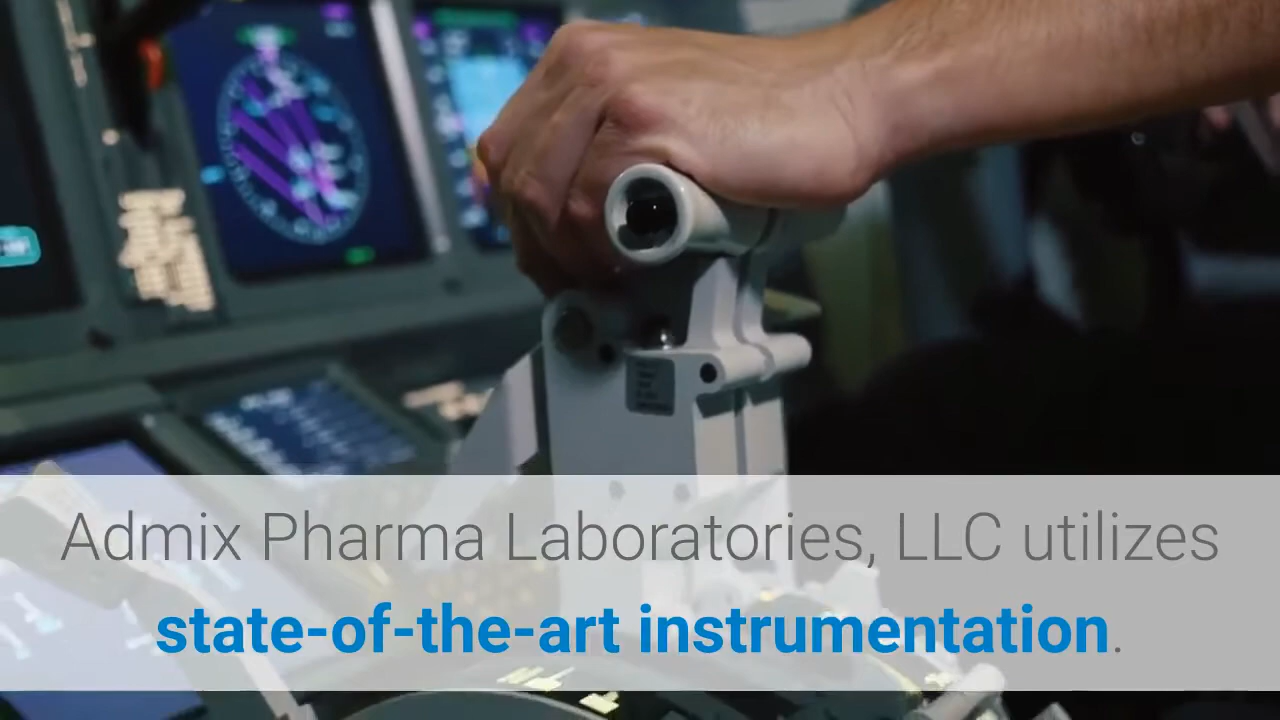 Admix Pharma Laboratories, LLC utilizes
state-of-the-art instrumentation.